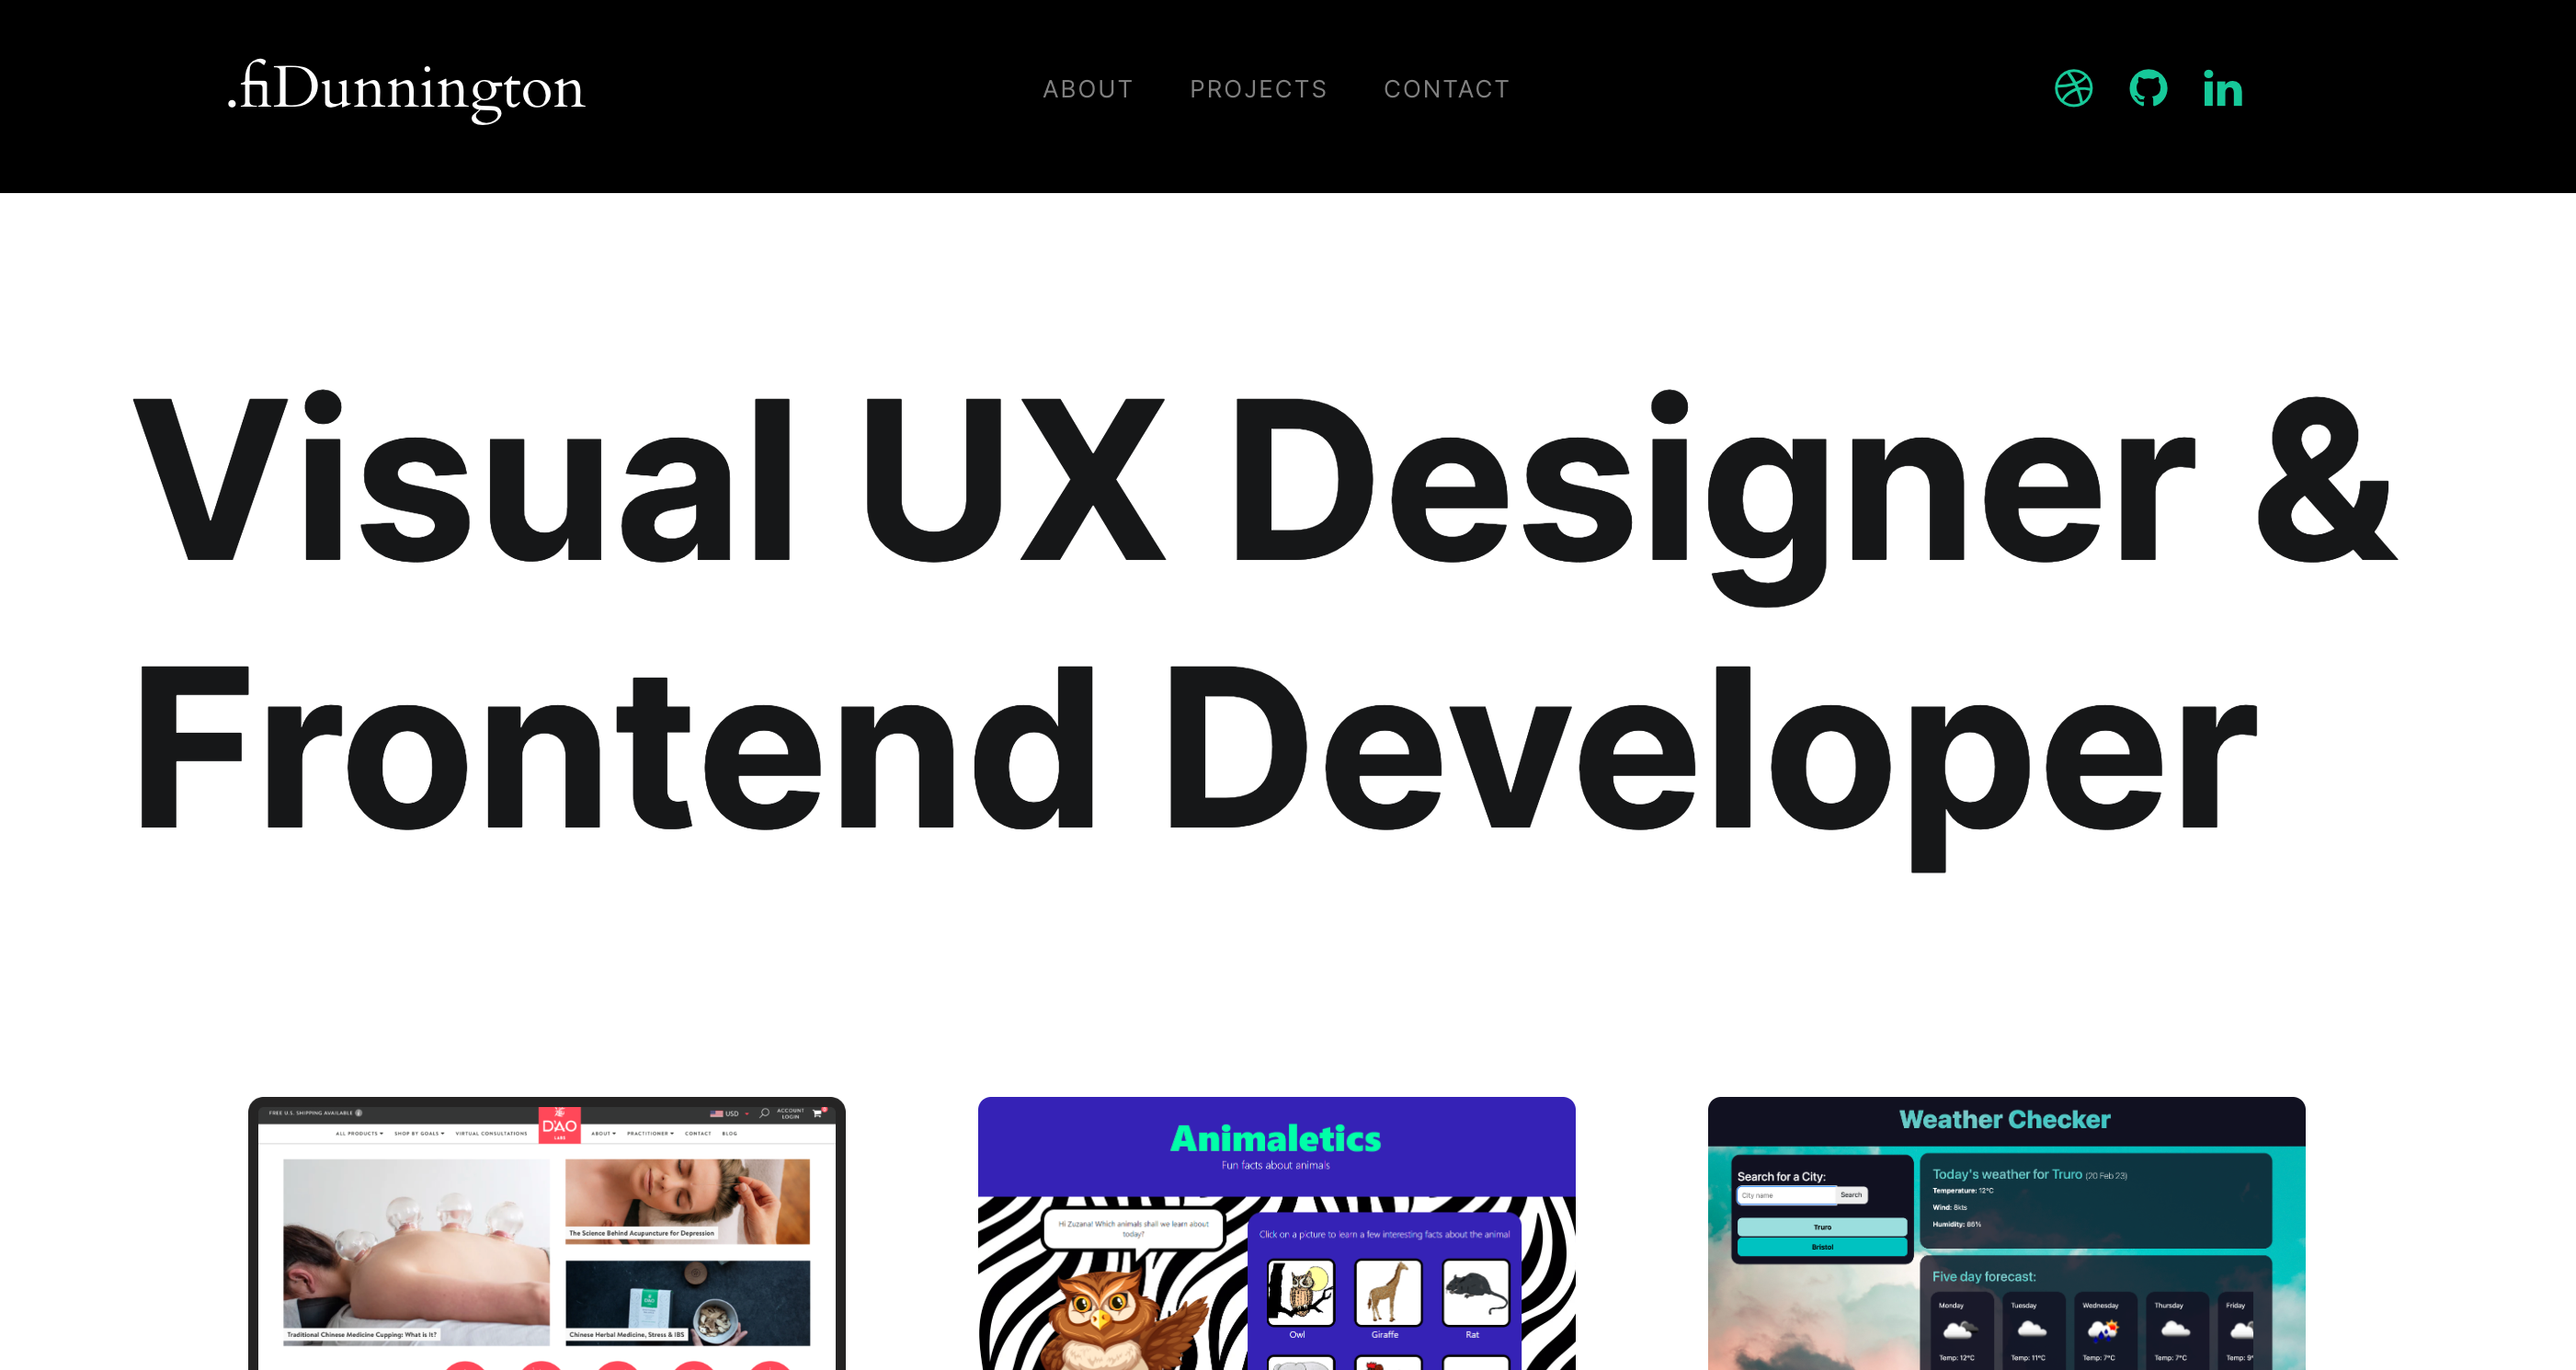 .fiDunnington
ABOUT PROJECTS CONTACT
Visual UX Designer &
Frontend Developer
FREE U.S. SHIPPING AVAILABLE
USD
ACCOUNT
LOGIN
ALL PRODUCTS SHOP BY GOALS VIRTUAL CONSULTATIONS
DAO
LABS
ABOUT PRACTITIONER CONTACT BLOG
The Science Behind Acupuncture for Depression
Traditional Chinese Medicine Cupping: What is It?
Chinese Herbal Medicine, Stress & IBS
Animaletics
Fun facts about animals
Hi Zuzana! Which animals shall we learn about
today?
Click on a picture to learn a few interesting facts about the animal
Owl Giraffe Rat
Weather Checker
Search for a City:
City name Search
Truro
Bristol
Today's weather for Truro (20 Feb 23)
Temperature: 12°C
Wind: 8kts
Humidity: 86%
Five day forecast:
Monday Tuesday Wednesday Thursday Friday
Temp: 12°C Temp: 11°C Temp: 7°C Temp: 7°C Temp: 9°